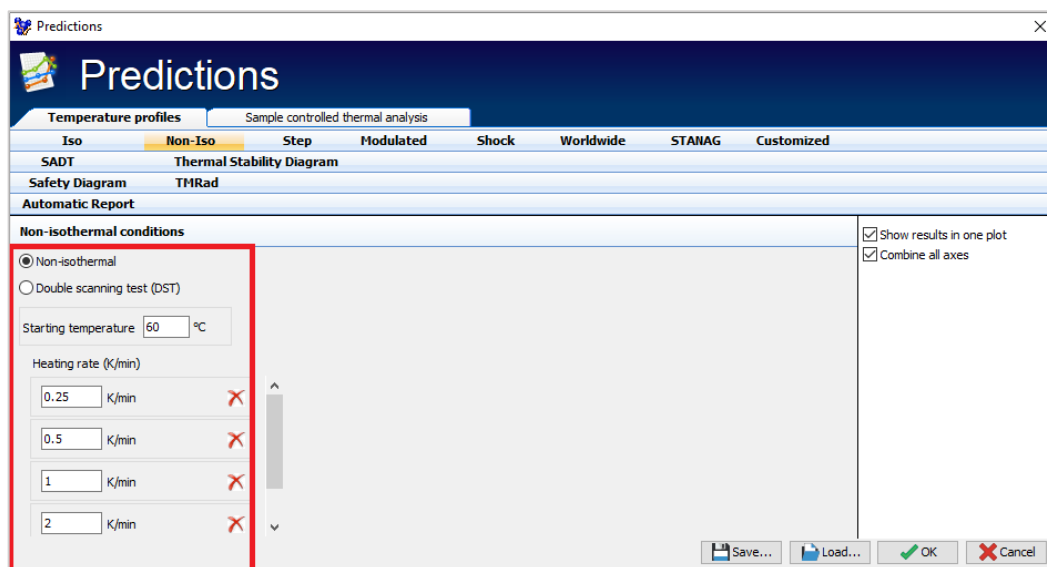 Predictions
Predictions
Temperature profiles Sample controlled thermal analysis
Iso Non-Iso Step Modulated Shock Worldwide STANAG Customized
SADT Thermal Stability Diagram
Safety Diagram TMRad
Automatic Report
Non-isothermal conditions
Show results in one plot
Combine all axes
Non-isothermal
Double scanning test (DST)
Starting temperature 60 ºC
Heating rate (K/min)
0.25 K/min
0.5 K/min
1 K/min
2 K/min
Save... Load... OK Cancel